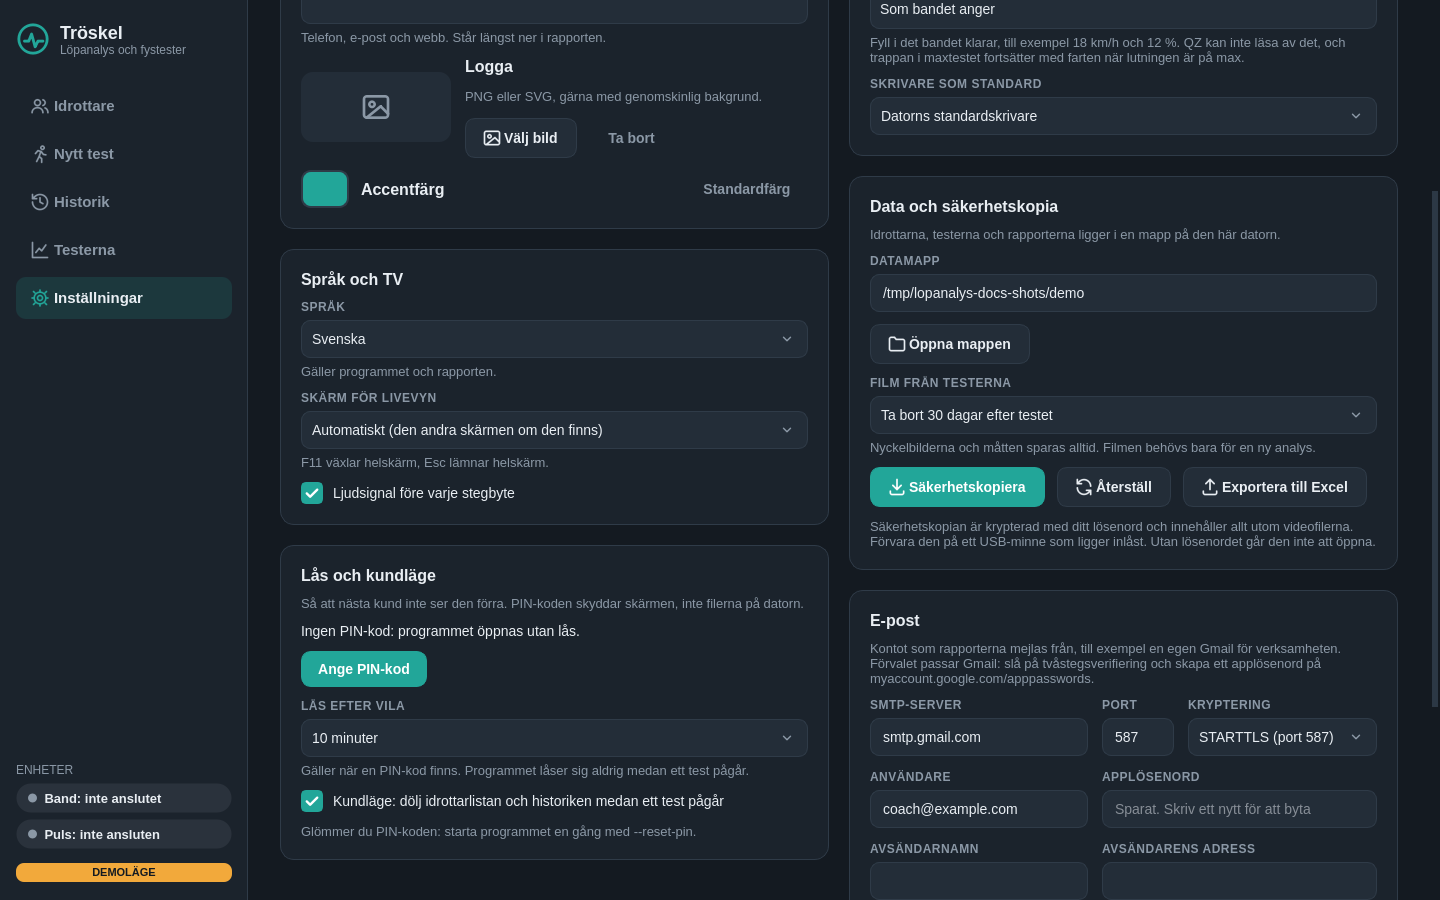 Tröskel
Löpanalys och fystester
Idrottare
Nytt test
Historik
Testerna
Inställningar
ENHETER
Band: inte anslutet
Puls: inte ansluten
DEMOLÄGE
Telefon, e-post och webb. Står längst ner i rapporten.
Logga
PNG eller SVG, gärna med genomskinlig bakgrund.
Välj bild
Ta bort
Accentfärg
Standardfärg
Språk och TV
SPRÅK
Svenska
Gäller programmet och rapporten.
SKÄRM FÖR LIVEVYN
Automatiskt (den andra skärmen om den finns)
F11 växlar helskärm, Esc lämnar helskärm.
Ljudsignal före varje stegbyte
Lås och kundläge
Så att nästa kund inte ser den förra. PIN-koden skyddar skärmen, inte filerna på datorn.
Ingen PIN-kod: programmet öppnas utan lås.
Ange PIN-kod
LÅS EFTER VILA
10 minuter
Gäller när en PIN-kod finns. Programmet låser sig aldrig medan ett test pågår.
Kundläge: dölj idrottarlistan och historiken medan ett test pågår
Glömmer du PIN-koden: starta programmet en gång med --reset-pin.
Som bandet anger
Fyll i det bandet klarar, till exempel 18 km/h och 12 %. QZ kan inte läsa av det, och
trappan i maxtestet fortsätter med farten när lutningen är på max.
SKRIVARE SOM STANDARD
Datorns standardskrivare
Data och säkerhetskopia
Idrottarna, testerna och rapporterna ligger i en mapp på den här datorn.
DATAMAPP
/tmp/lopanalys-docs-shots/demo
Öppna mappen
FILM FRÅN TESTERNA
Ta bort 30 dagar efter testet
Nyckelbilderna och måtten sparas alltid. Filmen behövs bara för en ny analys.
Säkerhetskopiera
Återställ
Exportera till Excel
Säkerhetskopian är krypterad med ditt lösenord och innehåller allt utom videofilerna.
Förvara den på ett USB-minne som ligger inlåst. Utan lösenordet går den inte att öppna.
E-post
Kontot som rapporterna mejlas från, till exempel en egen Gmail för verksamheten.
Förvalet passar Gmail: slå på tvåstegsverifiering och skapa ett applösenord på
myaccount.google.com/apppasswords.
SMTP-SERVER
PORT
KRYPTERING
smtp.gmail.com
587
STARTTLS (port 587)
ANVÄNDARE
APPLÖSENORD
coach@example.com
Sparat. Skriv ett nytt för att byta
AVSÄNDARNAMN
AVSÄNDARENS ADRESS